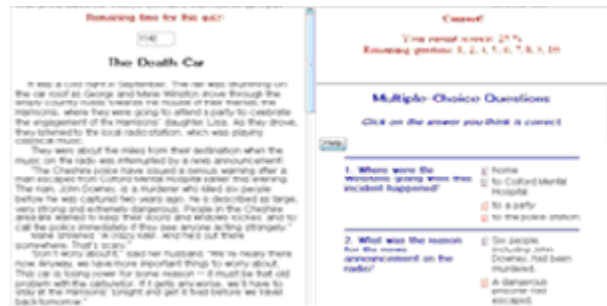 Remaining time for this quiz:
The Death Car
It was a cold night in September. The rain was drumming on
the car roof as George and Marie Winston drove through the
empty country roads towards the house of their friends, the
Harrisons, where they were going to attend a party to celebrate
the engagement of the Harrisons' daughter, Lisa. As they drove,
they listened to the local radio station, which was playing
classical music.
They were about five miles from their destination when the
music on the radio was interrupted by a news announcement:
"The Cheshire police have issued a serious warning after a
man escaped from Colford Mental Hospital earlier this evening.
The man, John Downey, is a murderer who killed six people
before he was captured two years ago. He is described as large,
very strong and extremely dangerous. People in the Cheshire
area are warned to keep their doors and windows locked, and to
call the police immediately if they see anyone acting strangely."
Marie shivered. "A crazy killer. And he's out there
somewhere. That's scary."
"Don't worry about it," said her husband. "We're nearly there
now. Anyway, we have more important things to worry about.
This car is losing power for some reason -- it must be that old
problem with the carburetor. If it gets any worse, we'll have to
stay at the Harrisons' tonight and get it fixed before we travel
back tomorrow."
Correct!
Multiple-Choice Questions
Click on the answer you think is correct.
Help
1. Where were the
Winstons going when this
incident happened?
home
to Colford Mental
Hospital
to a party
to the police station
2. What was the reason
for the news
announcement on the
radio?
Six people,
including John
Downey, had been
murdered.
A dangerous
prisoner had
escaped.